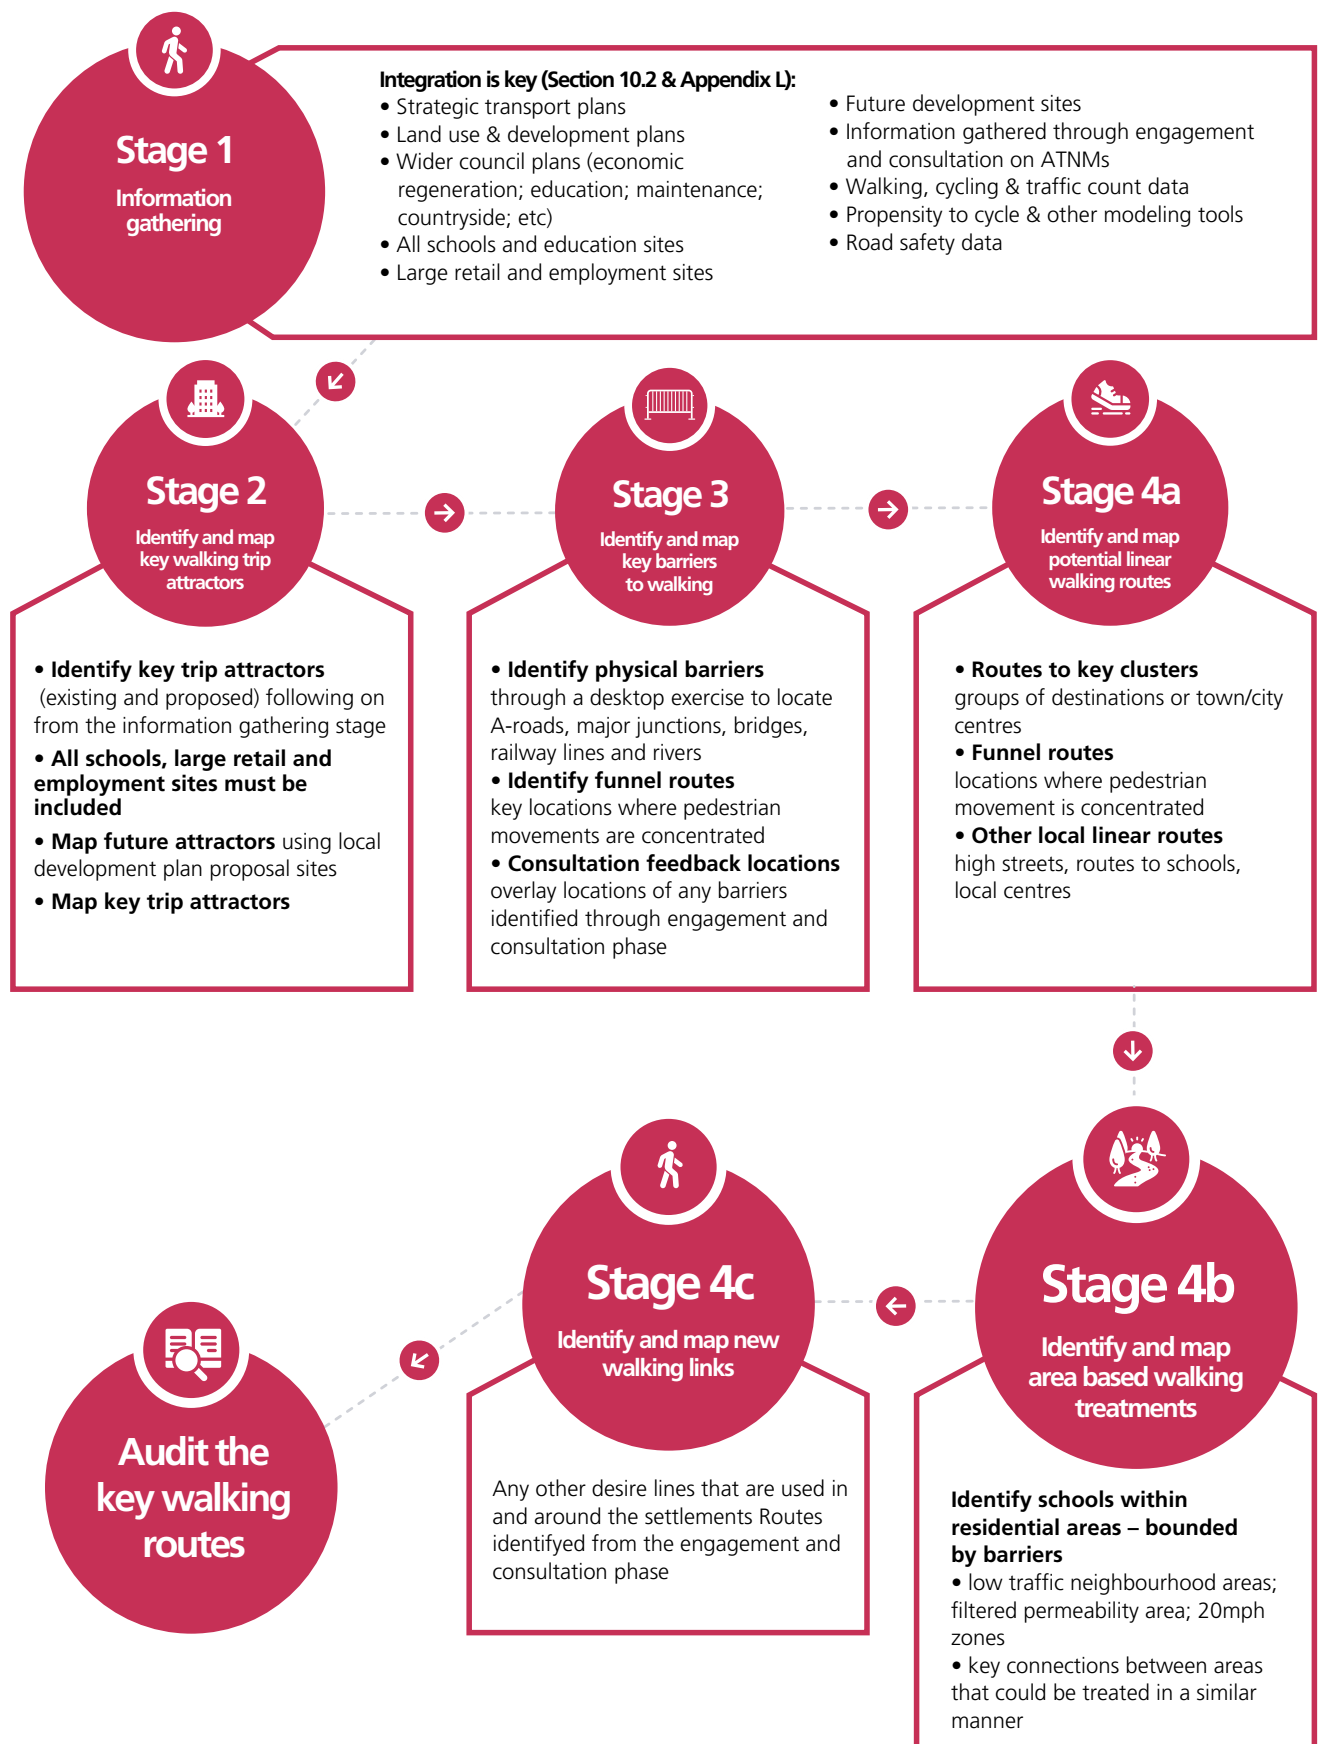 Stage 1
Information
gathering
Integration is key (Section 10.2 & Appendix L):
• Strategic transport plans
• Land use & development plans
• Wider council plans (economic
regeneration; education; maintenance;
countryside; etc)
• All schools and education sites
• Large retail and employment sites
• Future development sites
• Information gathered through engagement
and consultation on ATNMs
• Walking, cycling & traffic count data
• Propensity to cycle & other modeling tools
• Road safety data
Stage 2
Identify and map
key walking trip
attractors
• Identify key trip attractors
(existing and proposed) following on
from the information gathering stage
• All schools, large retail and
employment sites must be
included
• Map future attractors using local
development plan proposal sites
• Map key trip attractors
Stage 3
Identify and map
key barriers
to walking
• Identify physical barriers
through a desktop exercise to locate
A-roads, major junctions, bridges,
railway lines and rivers
• Identify funnel routes
key locations where pedestrian
movements are concentrated
• Consultation feedback locations
overlay locations of any barriers
identified through engagement and
consultation phase
Stage 4a
Identify and map
potential linear
walking routes
• Routes to key clusters
groups of destinations or town/city
centres
• Funnel routes
locations where pedestrian
movement is concentrated
• Other local linear routes
high streets, routes to schools,
local centres
Stage 4b
Identify and map
area based walking
treatments
Identify schools within
residential areas – bounded
by barriers
• low traffic neighbourhood areas;
filtered permeability area; 20mph
zones
• key connections between areas
that could be treated in a similar
manner
Stage 4c
Identify and map new
walking links
Any other desire lines that are used in
and around the settlements Routes
identifyed from the engagement and
consultation phase
Audit the
key walking
routes